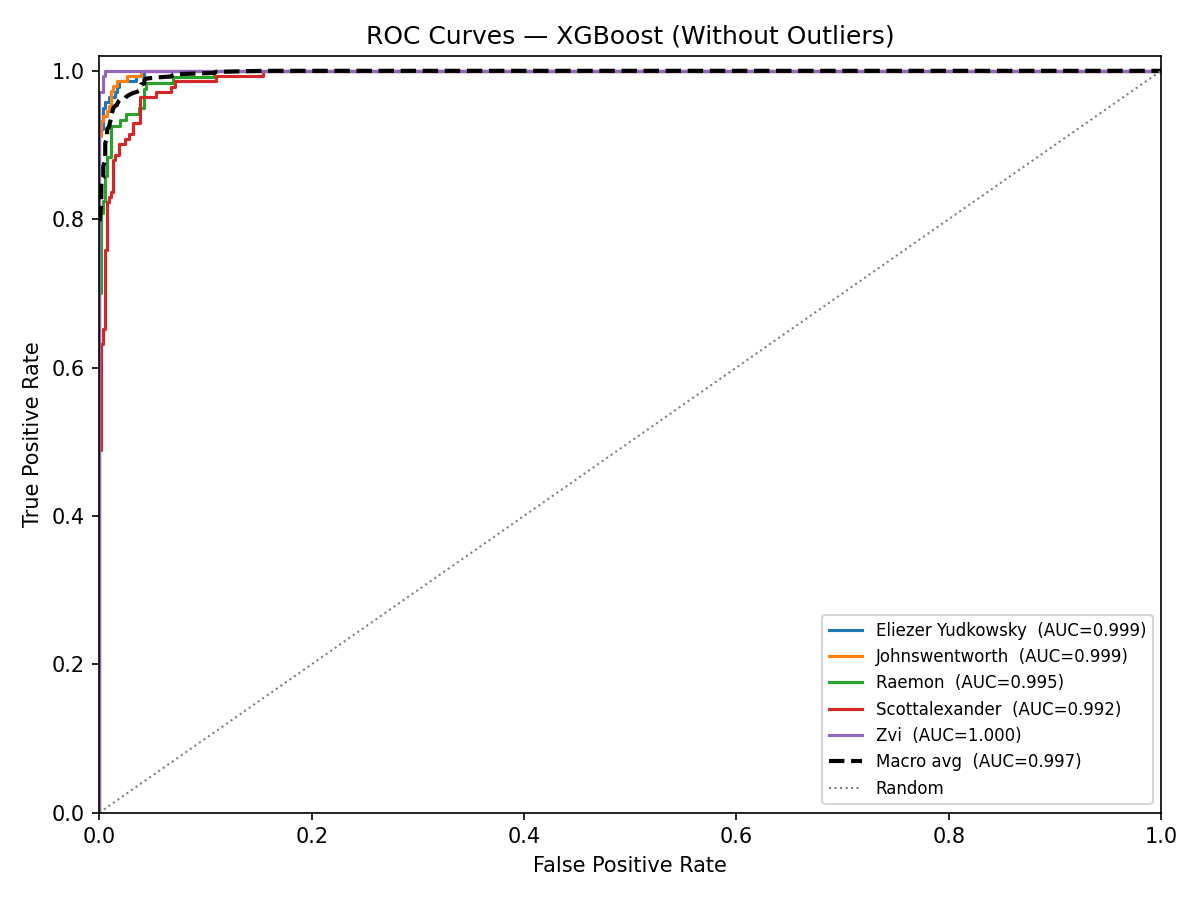 ROC Curves — XGBoost (Without Outliers)
True Positive Rate
1.0
0.8
0.6
0.4
0.2
0.0
0.0 0.2 0.4 0.6 0.8 1.0
False Positive Rate
Eliezer Yudkowsky (AUC=0.999)
Johnswentworth (AUC=0.999)
Raemon (AUC=0.995)
Scottalexander (AUC=0.992)
Zvi (AUC=1.000)
Macro avg (AUC=0.997)
Random